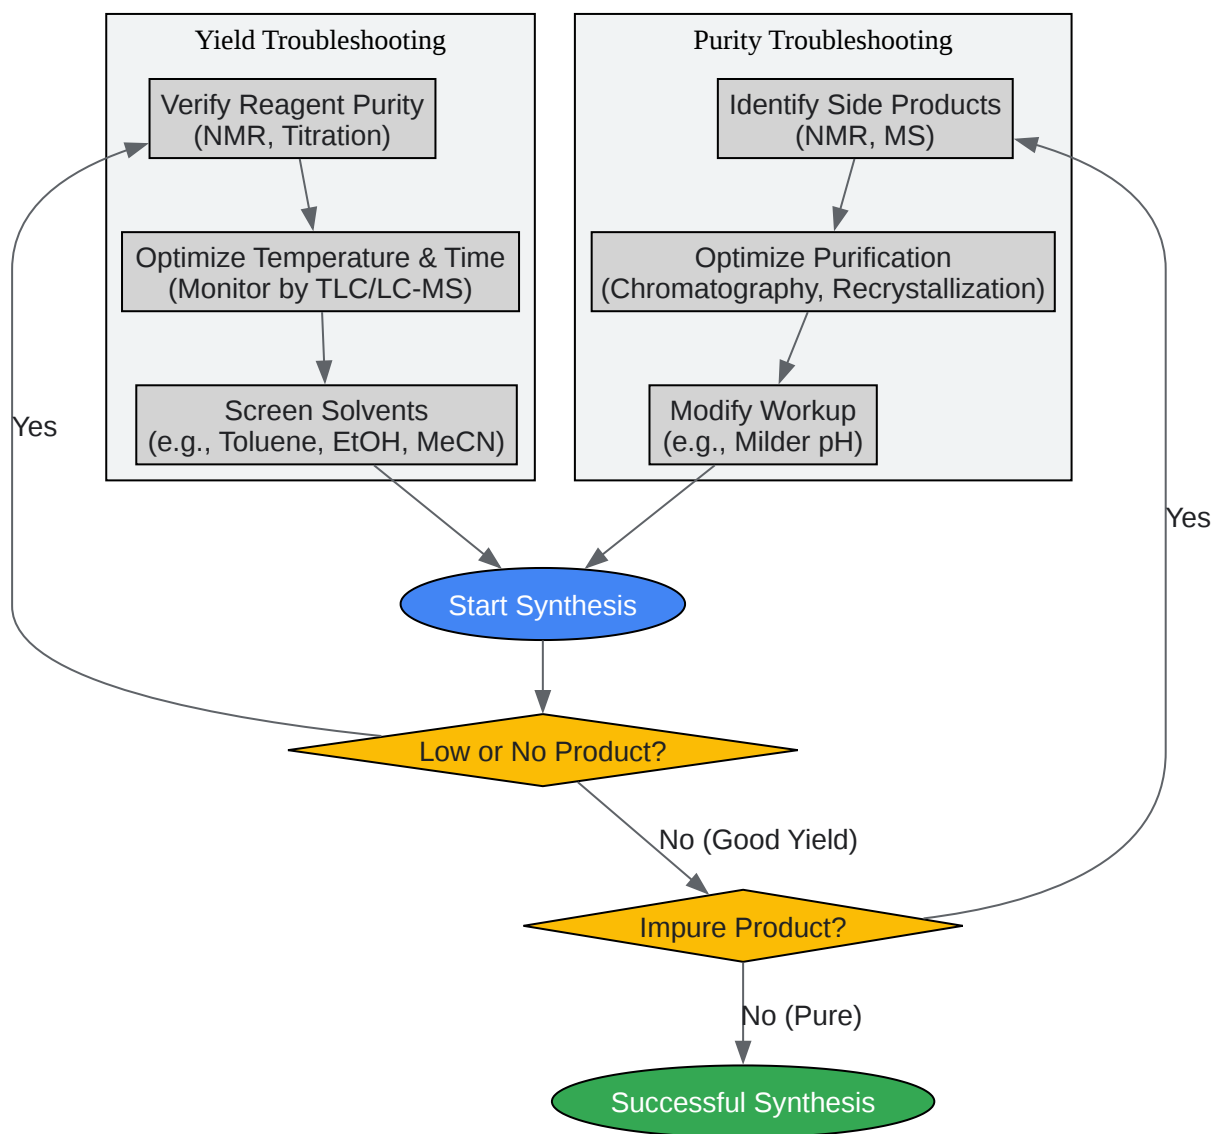 Yield Troubleshooting
Verify Reagent Purity
(NMR, Titration)
Optimize Temperature & Time
(Monitor by TLC/LC-MS)
Screen Solvents
(e.g., Toluene, EtOH, MeCN)
Purity Troubleshooting
Identify Side Products
(NMR, MS)
Optimize Purification
(Chromatography, Recrystallization)
Modify Workup
(e.g., Milder pH)
Yes
Yes
Start Synthesis
Low or No Product?
No (Good Yield)
Impure Product?
No (Pure)
Successful Synthesis